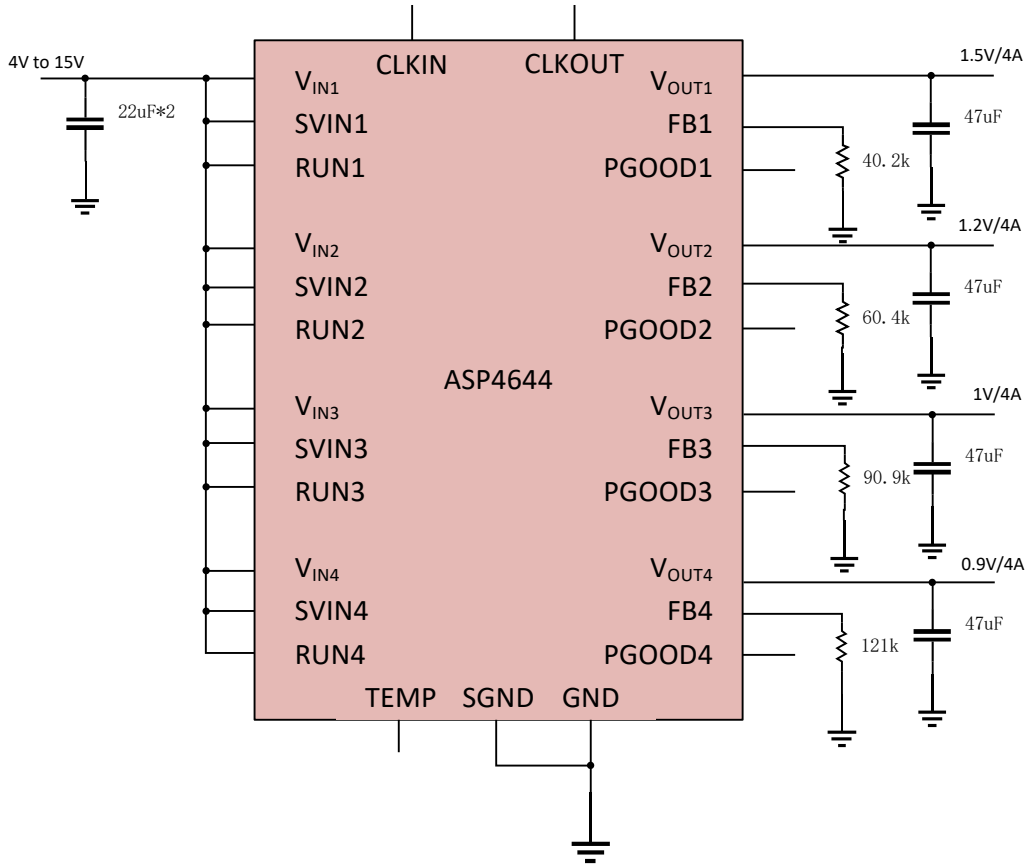 CLKIN CLKOUT
4V to 15V
22uF*2
V_IN1
SVIN1
RUN1
V_IN2
SVIN2
RUN2
V_IN3
SVIN3
RUN3
V_IN4
SVIN4
RUN4
ASP4644
V_OUT1
FB1
PGOOD1
V_OUT2
FB2
PGOOD2
V_OUT3
FB3
PGOOD3
V_OUT4
FB4
PGOOD4
TEMP SGND GND
1.5V/4A
47uF
40.2k
1.2V/4A
47uF
60.4k
1V/4A
47uF
90.9k
0.9V/4A
47uF
121k